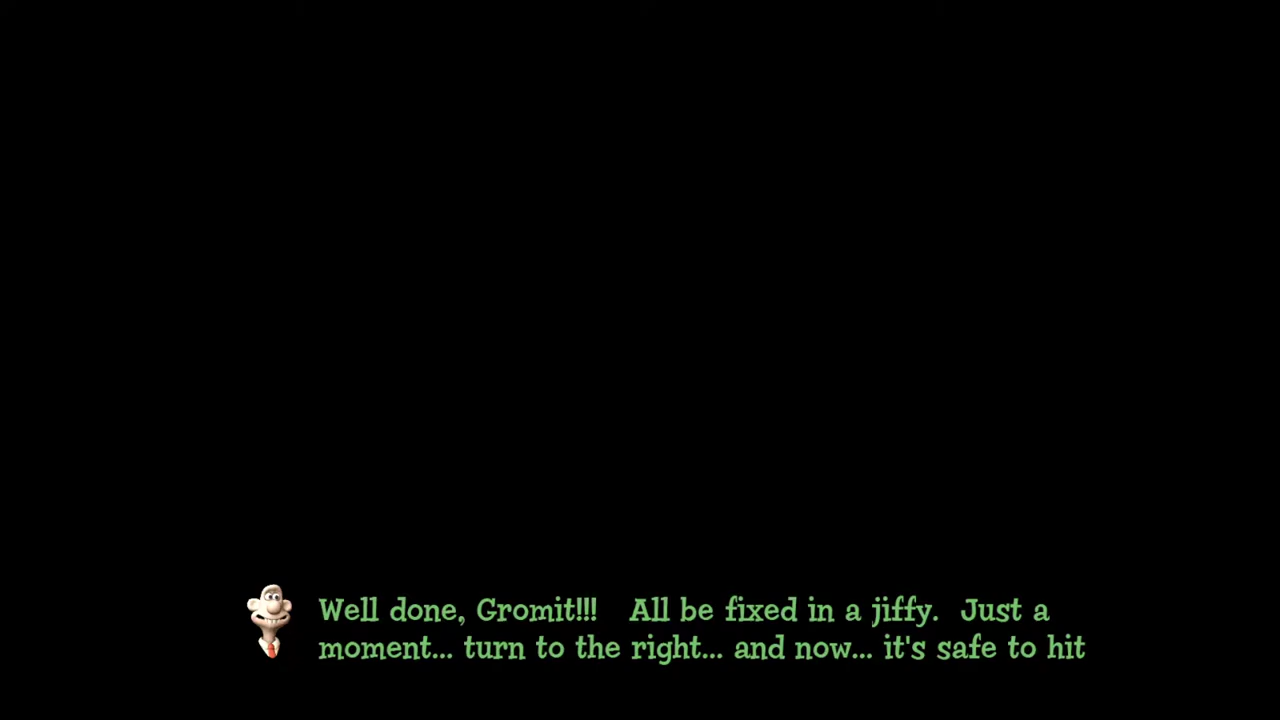 Well done, Gromit!!! All be fixed in a jiffy. Just a
moment... turn to the right... and now... it's safe to hit